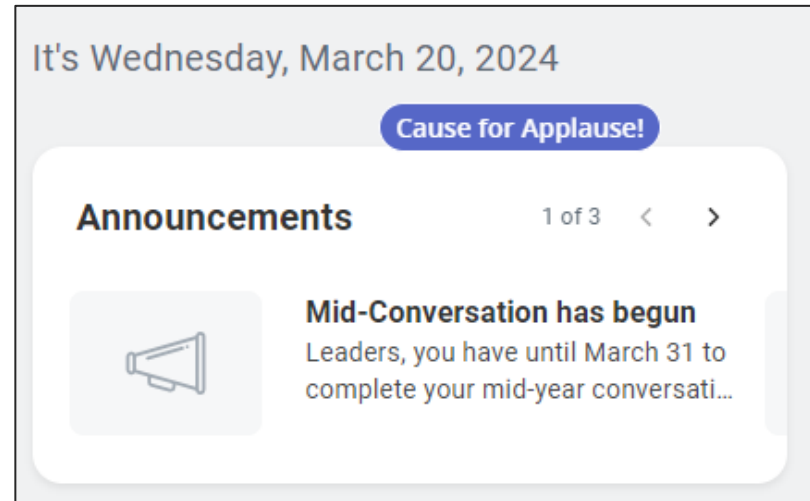 It's Wednesday, March 20, 2024
Cause for Applause!
Announcements
1 of 3
Mid-Conversation has begun
Leaders, you have until March 31 to
complete your mid-year conversati...